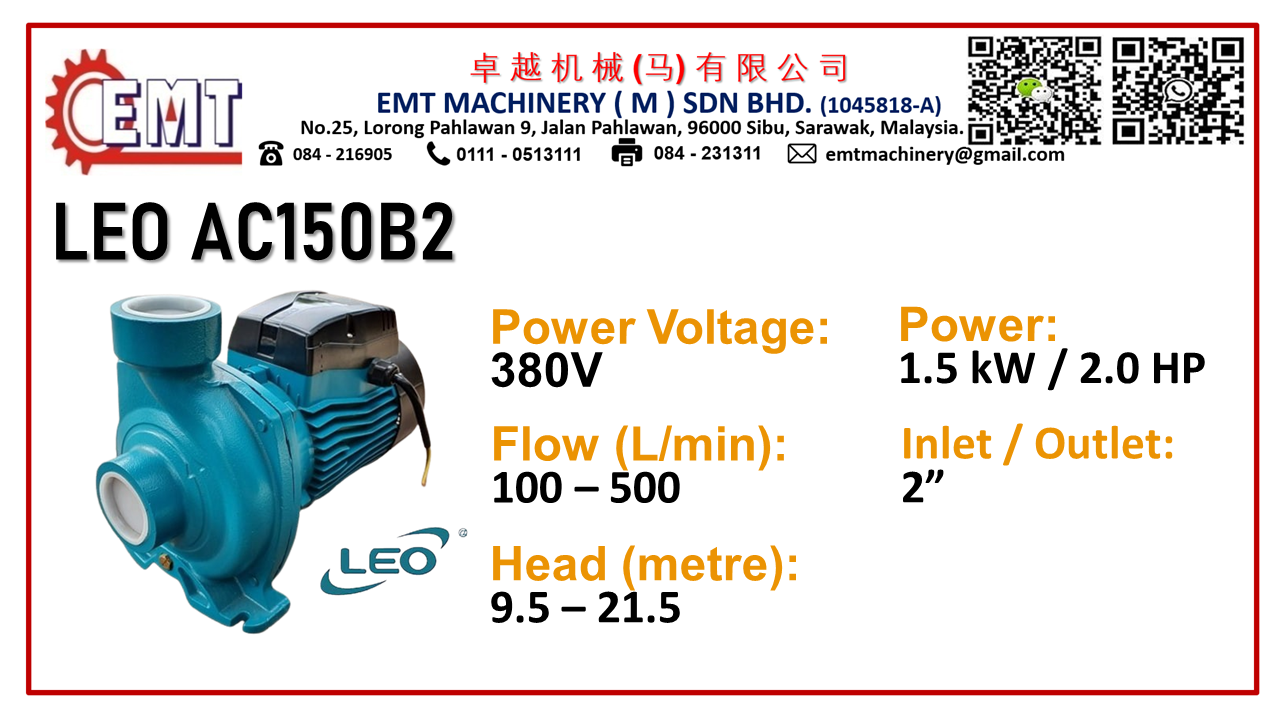 EMT
卓越机械(马)有限公司
EMT MACHINERY ( M ) SDN BHD. (1045818-A)
No.25, Lorong Pahlawan 9, Jalan Pahlawan, 96000 Sibu, Sarawak, Malaysia.
084 - 216905 0111 - 0513111 084 - 231311 emtmachinery@gmail.com
LEO AC150B2
Power Voltage:
380V
Power:
1.5 kW / 2.0 HP
Flow (L/min):
100 – 500
Inlet / Outlet:
2”
Head (metre):
9.5 – 21.5
LEO